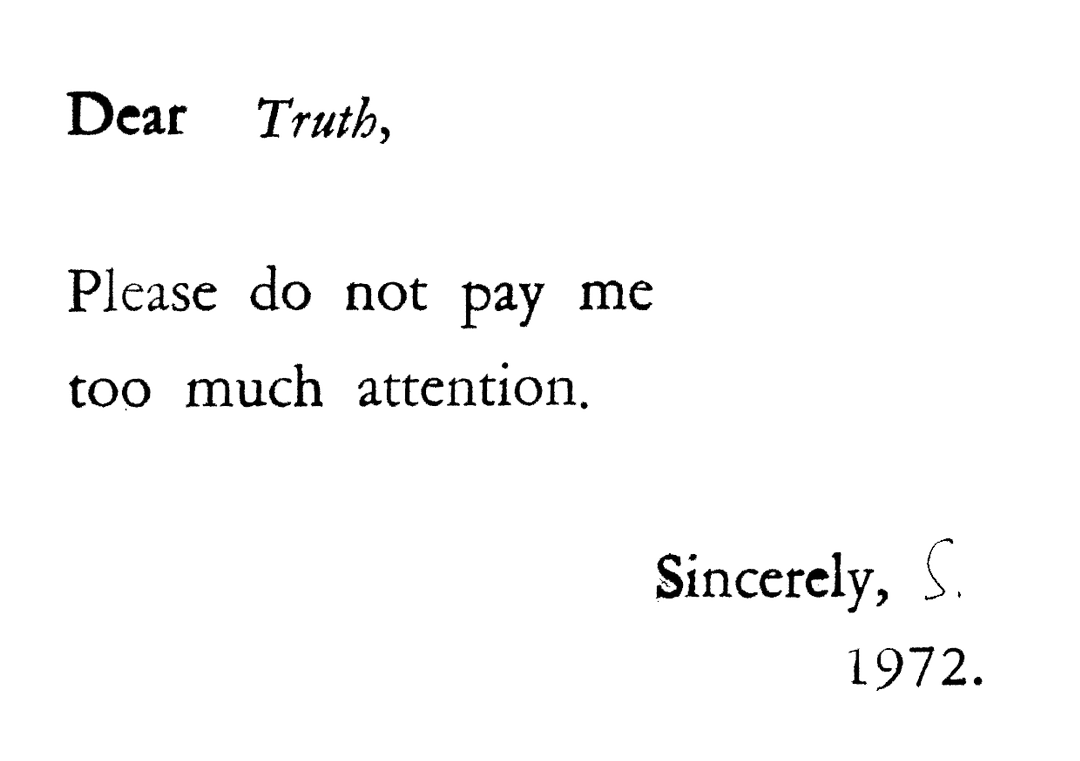 Dear Truth,
Please do not pay me
too much attention.
Sincerely, S.
1972.